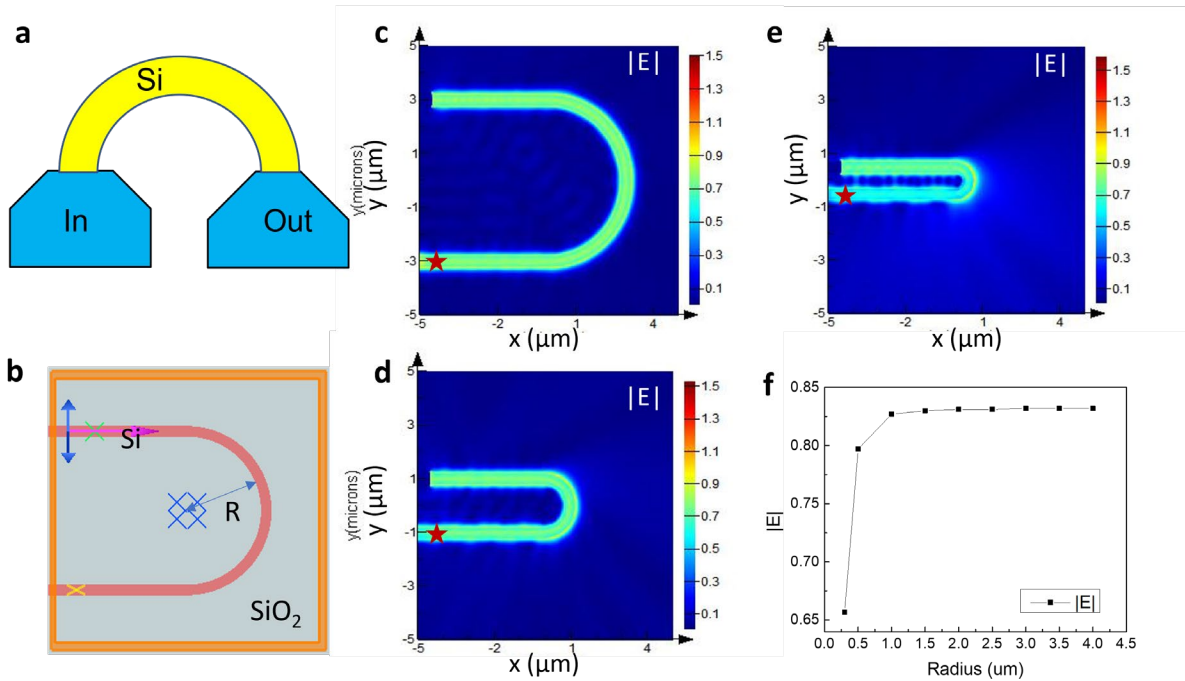 a
Si
In
Out
b
Si
R
SiO2
c
|E|
5
3
1
-1
-3
-5
y(microns)
y (μm)
-5
-2
1
4
x (μm)
1.5
1.3
1.1
0.9
0.7
0.5
0.3
0.1
d
|E|
5
3
1
-1
-3
-5
y(microns)
y (μm)
-5
-2
1
4
x (μm)
1.5
1.3
1.1
0.9
0.7
0.5
0.3
0.1
e
|E|
5
3
1
-1
-3
-5
y (μm)
-5
-2
1
4
x (μm)
1.5
1.3
1.1
0.9
0.7
0.5
0.3
0.1
f
0.85
0.80
0.75
0.70
0.65
|E|
|E|
0.0 0.5 1.0 1.5 2.0 2.5 3.0 3.5 4.0 4.5
Radius (um)